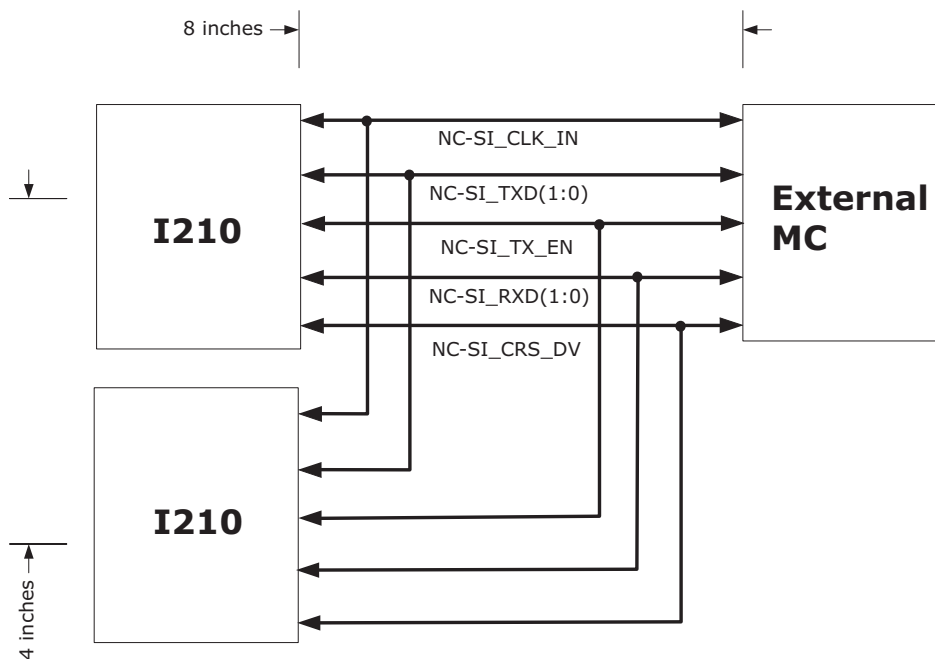 8 inches
NC-SI_CLK_IN
NC-SI_TXD(1:0)
I210
External
MC
NC-SI_TX_EN
NC-SI_RXD(1:0)
NC-SI_CRS_DV
I210
4 inches